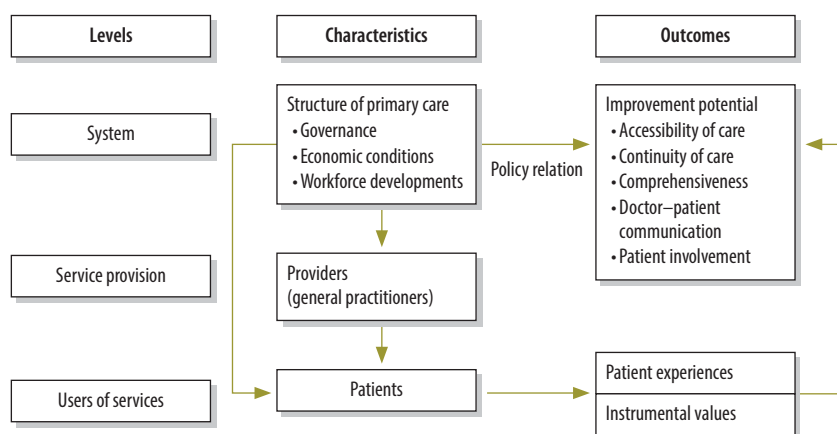 Levels
Characteristics
Outcomes
System
Structure of primary care
• Governance
• Economic conditions
• Workforce developments
Policy relation
Improvement potential
• Accessibility of care
• Continuity of care
• Comprehensiveness
• Doctor–patient
communication
• Patient involvement
Service provision
Providers
(general practitioners)
Users of services
Patients
Patient experiences
Instrumental values